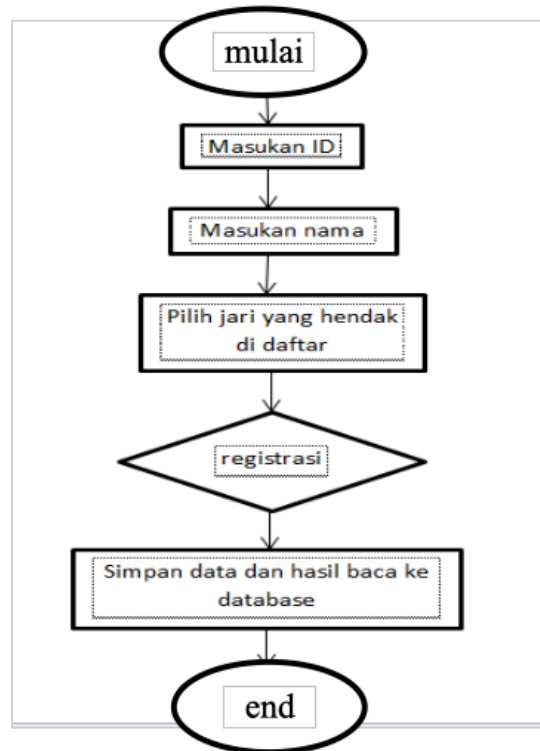 mulai
Masukan ID
Masukan nama
Pilih jari yang hendak
di daftar
registrasi
Simpan data dan hasil baca ke
database
end